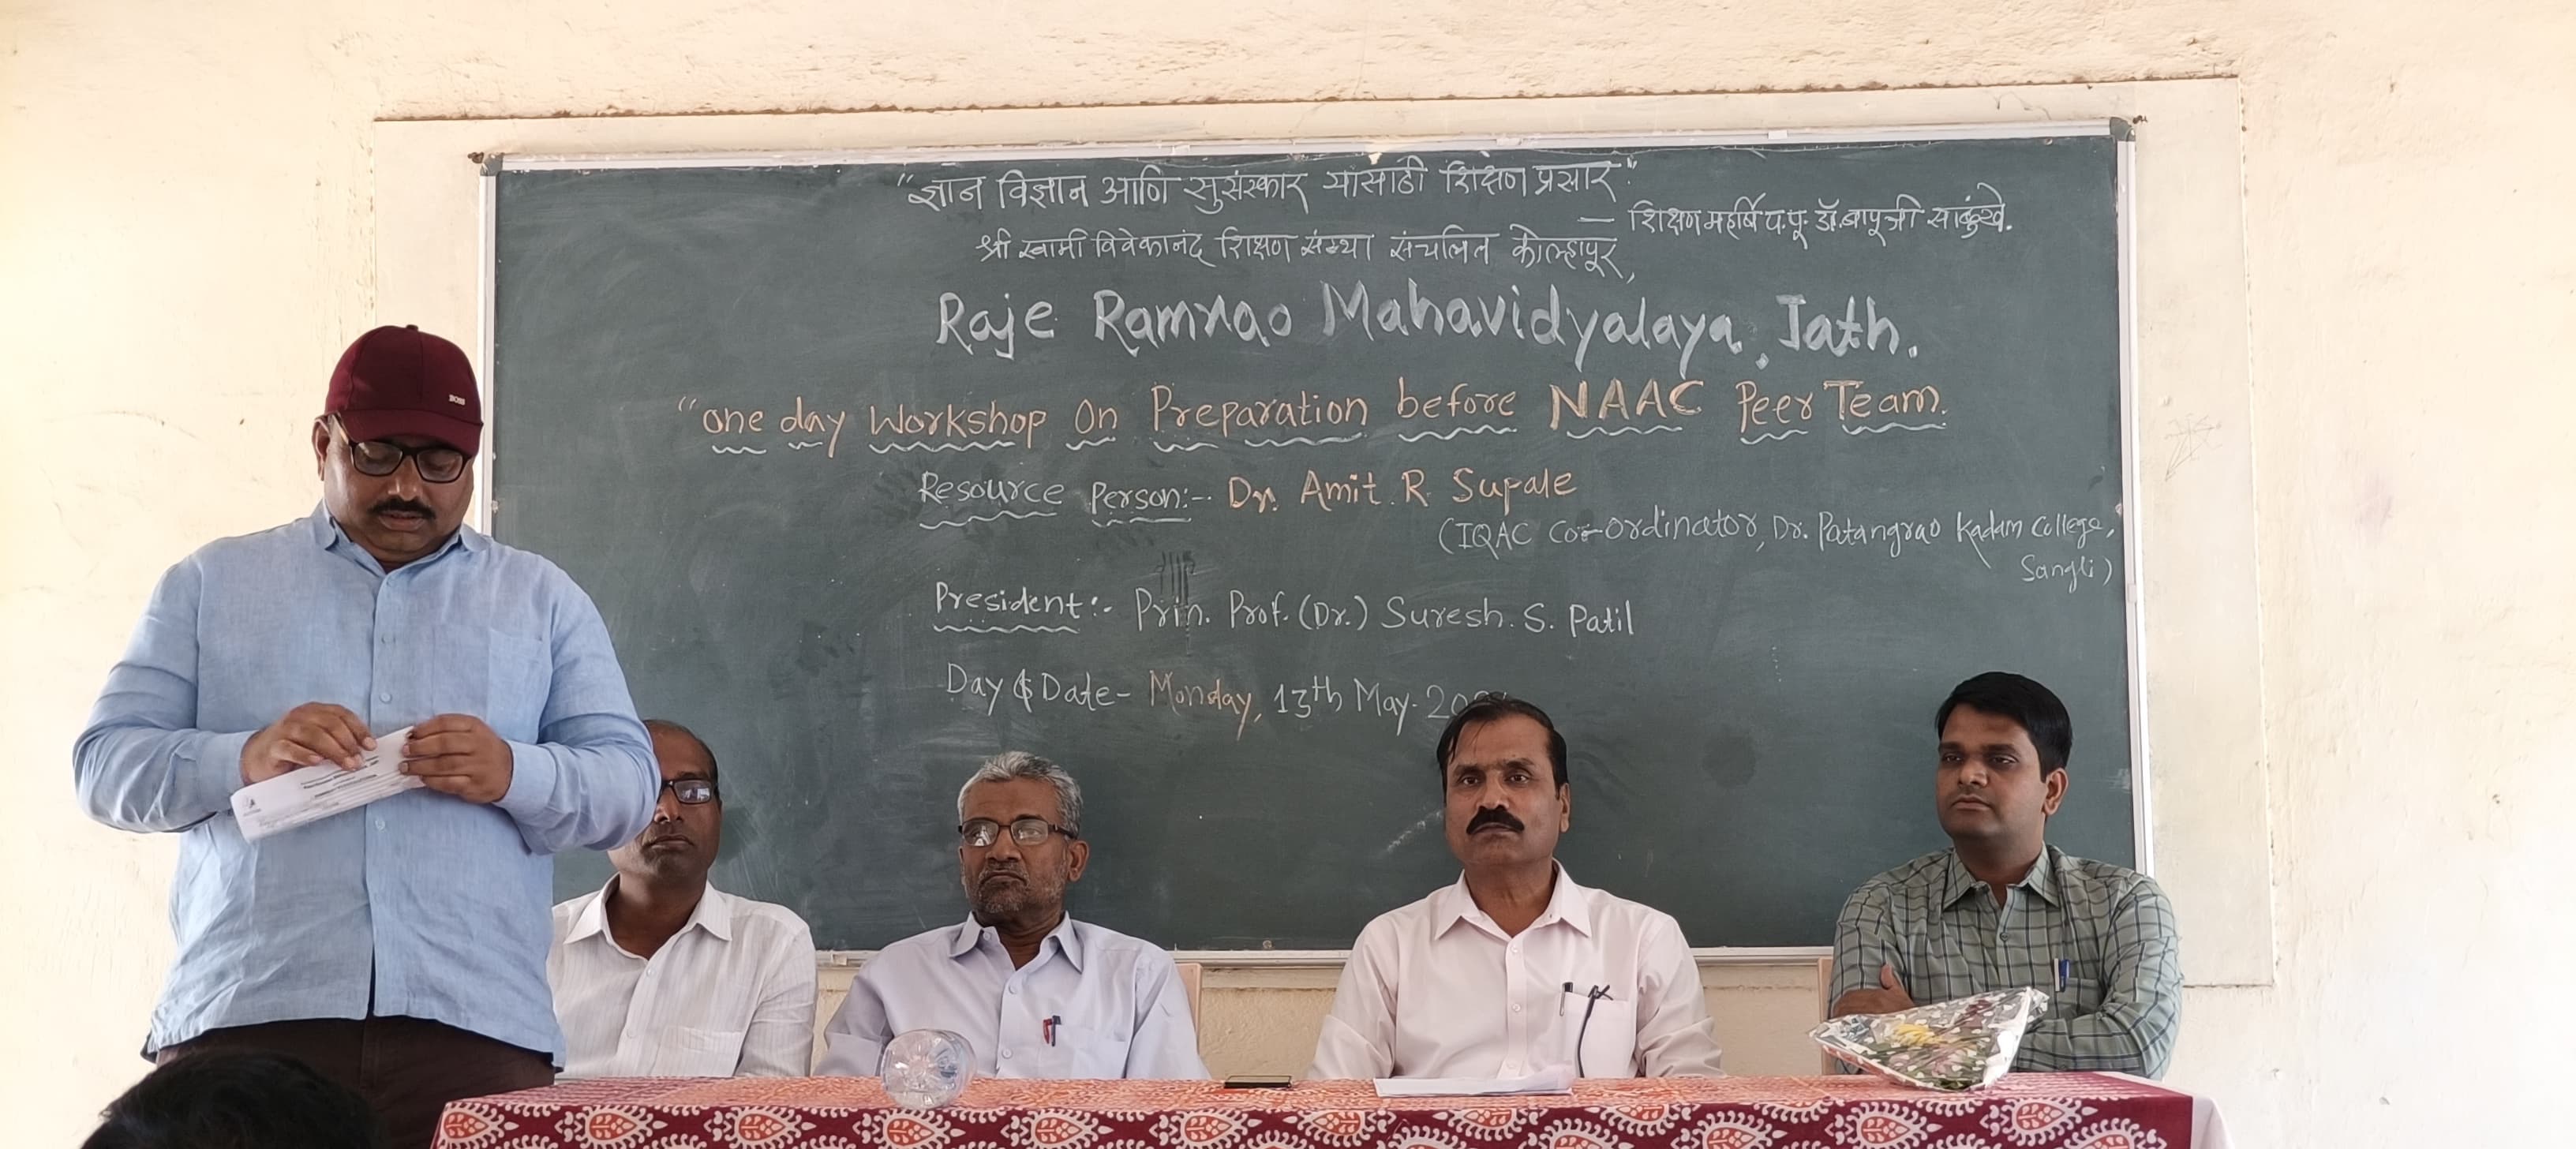 "ज्ञान विज्ञान आणि सुसंस्कार यासाठी शिक्षण प्रसार"
— शिक्षण महर्षि प.पू. डॉ. बापूजी साळुंखे.
श्री स्वामी विवेकानंद शिक्षण संस्था संचलित कोल्हापूर,
Raje Ramrao Mahavidyalaya, Jath.
"one day Workshop On Preparation before NAAC Peer Team.
Resource Person:- Dr. Amit R Supale
(IQAC Co-ordinator, Dr. Patangrao Kadam College,
Sangli)
President:- Prin. Prof. (Dr.) Suresh. S. Patil
Day & Date- Monday, 13th May-
BOSS